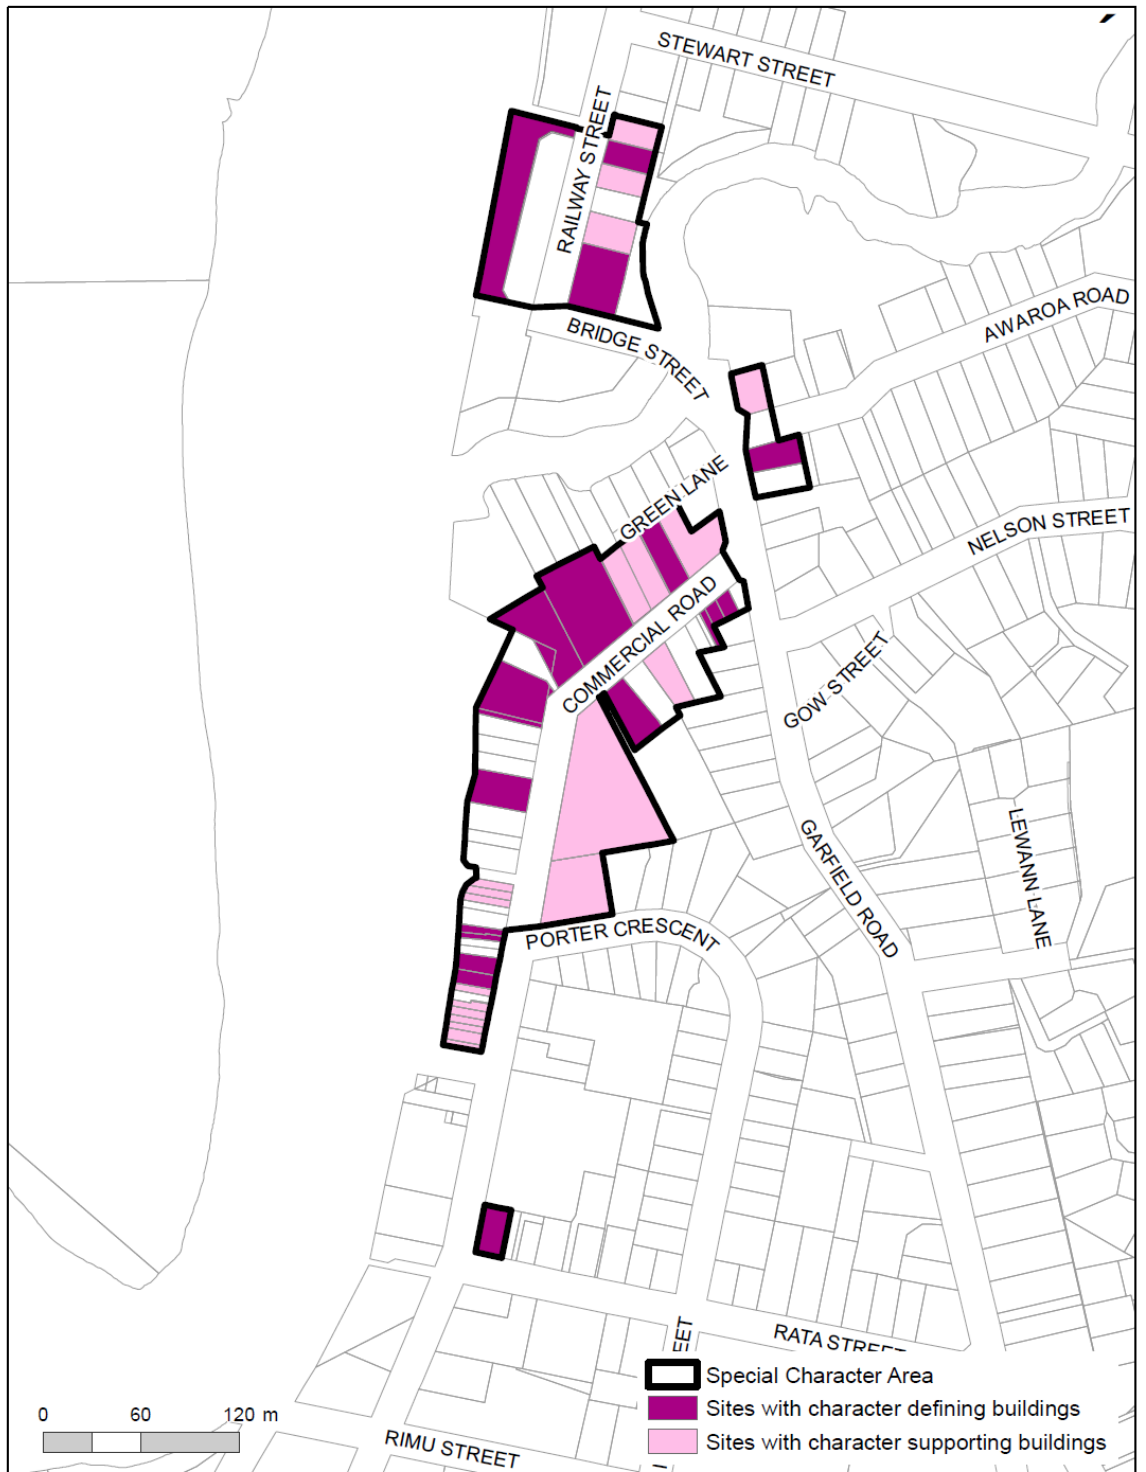 STEWART STREET
RAILWAY STREET
AWAROA ROAD
BRIDGE STREET
GREEN LANE
NELSON STREET
COMMERCIAL ROAD
GOW STREET
GARFIELD ROAD
LEWANN LANE
PORTER CRESCENT
RATA STREET
Special Character Area
0 60 120 m
Sites with character defining buildings
Sites with character supporting buildings
RIMU STREET